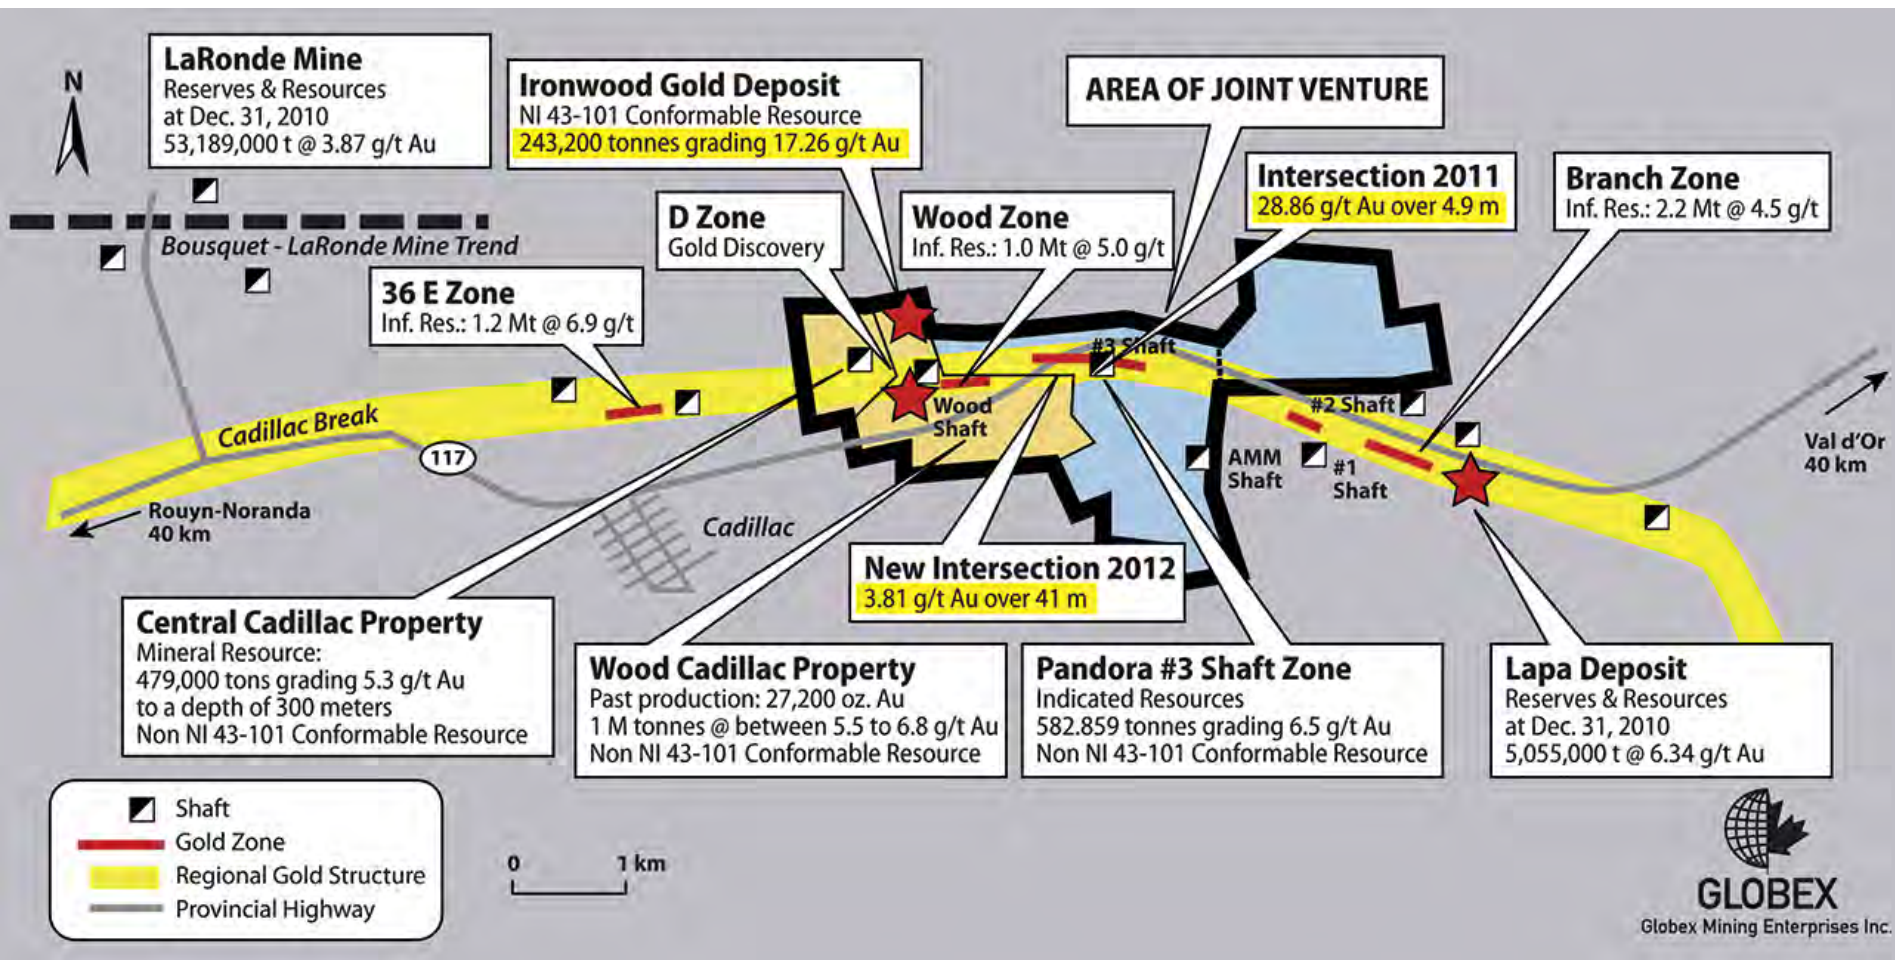 N
LaRonde Mine
Reserves & Resources
at Dec. 31, 2010
53,189,000 t @ 3.87 g/t Au
Ironwood Gold Deposit
NI 43-101 Conformable Resource
243,200 tonnes grading 17.26 g/t Au
AREA OF JOINT VENTURE
Intersection 2011
28.86 g/t Au over 4.9 m
Branch Zone
Inf. Res.: 2.2 Mt @ 4.5 g/t
D Zone
Gold Discovery
Wood Zone
Inf. Res.: 1.0 Mt @ 5.0 g/t
Bousquet - LaRonde Mine Trend
36 E Zone
Inf. Res.: 1.2 Mt @ 6.9 g/t
#3 Shaft
Cadillac Break
117
Wood
Shaft
#2 Shaft
AMM
Shaft
#1
Shaft
Val d'Or
40 km
Rouyn-Noranda
40 km
Cadillac
New Intersection 2012
3.81 g/t Au over 41 m
Central Cadillac Property
Mineral Resource:
479,000 tons grading 5.3 g/t Au
to a depth of 300 meters
Non NI 43-101 Conformable Resource
Wood Cadillac Property
Past production: 27,200 oz. Au
1 M tonnes @ between 5.5 to 6.8 g/t Au
Non NI 43-101 Conformable Resource
Pandora #3 Shaft Zone
Indicated Resources
582.859 tonnes grading 6.5 g/t Au
Non NI 43-101 Conformable Resource
Lapa Deposit
Reserves & Resources
at Dec. 31, 2010
5,055,000 t @ 6.34 g/t Au
Shaft
Gold Zone
Regional Gold Structure
Provincial Highway
0 1 km
GLOBEX
Globex Mining Enterprises Inc.